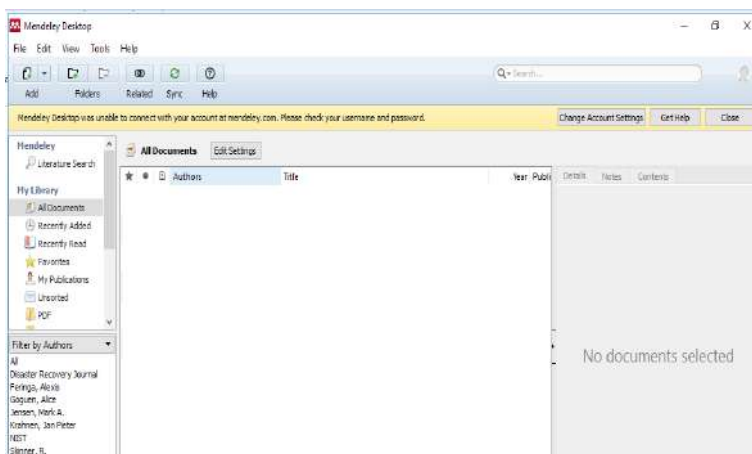 Mendeley Desktop
File Edit View Tools Help
Add Folders Related Sync Help
Search...
Mendeley Desktop was unable to connect with your account at mendeley.com. Please check your username and password.
Change Account Settings Get Help Close
Mendeley
Literature Search
My Library
All Documents
Recently Added
Recently Read
Favorites
My Publications
Unsorted
PDF
Filter by Authors
All
Disaster Recovery Journal
Feringa, Alexis
Goguen, Alice
Jensen, Mark A.
Krahnen, Jan Pieter
NIST
Skinner, R.
All Documents Edit Settings
Authors Title Year Publi
Details Notes Contents
No documents selected